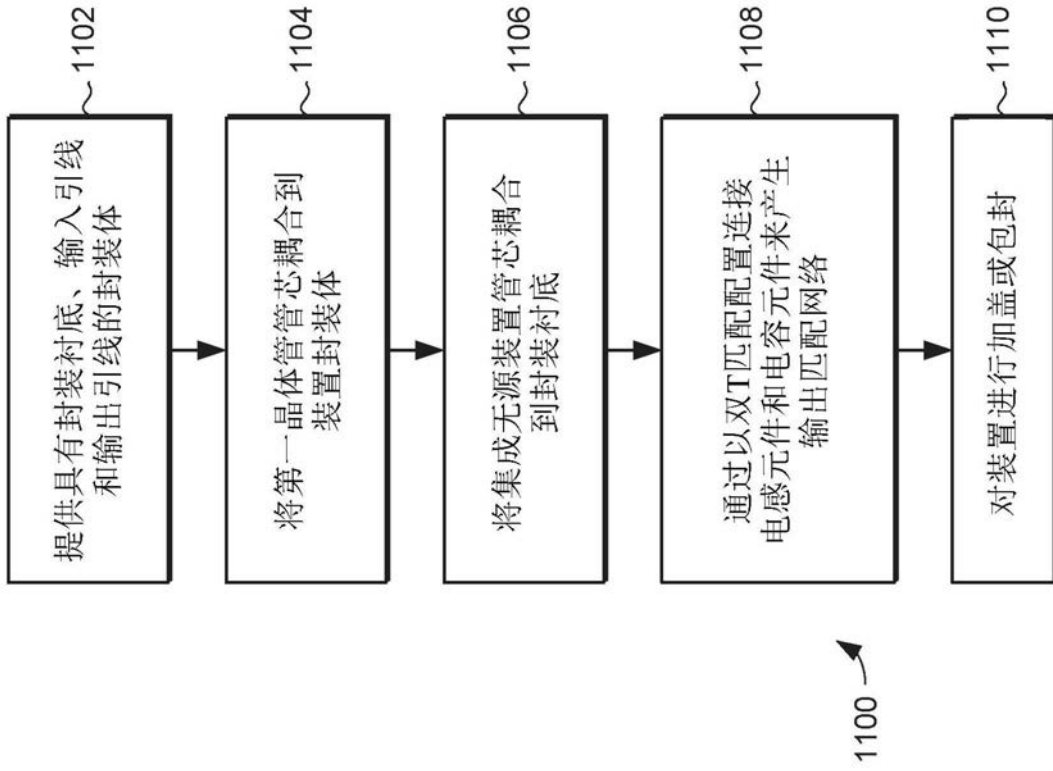 1102
提供具有封装衬底、输入引线
和输出引线的封装体
1104
将第一晶体管管芯耦合到
装置封装体
1106
将集成无源装置管芯耦合
到封装衬底
1108
通过以双T匹配配置连接
电感元件和电容元件来产生
输出匹配网络
1110
对装置进行加盖或包封
1100